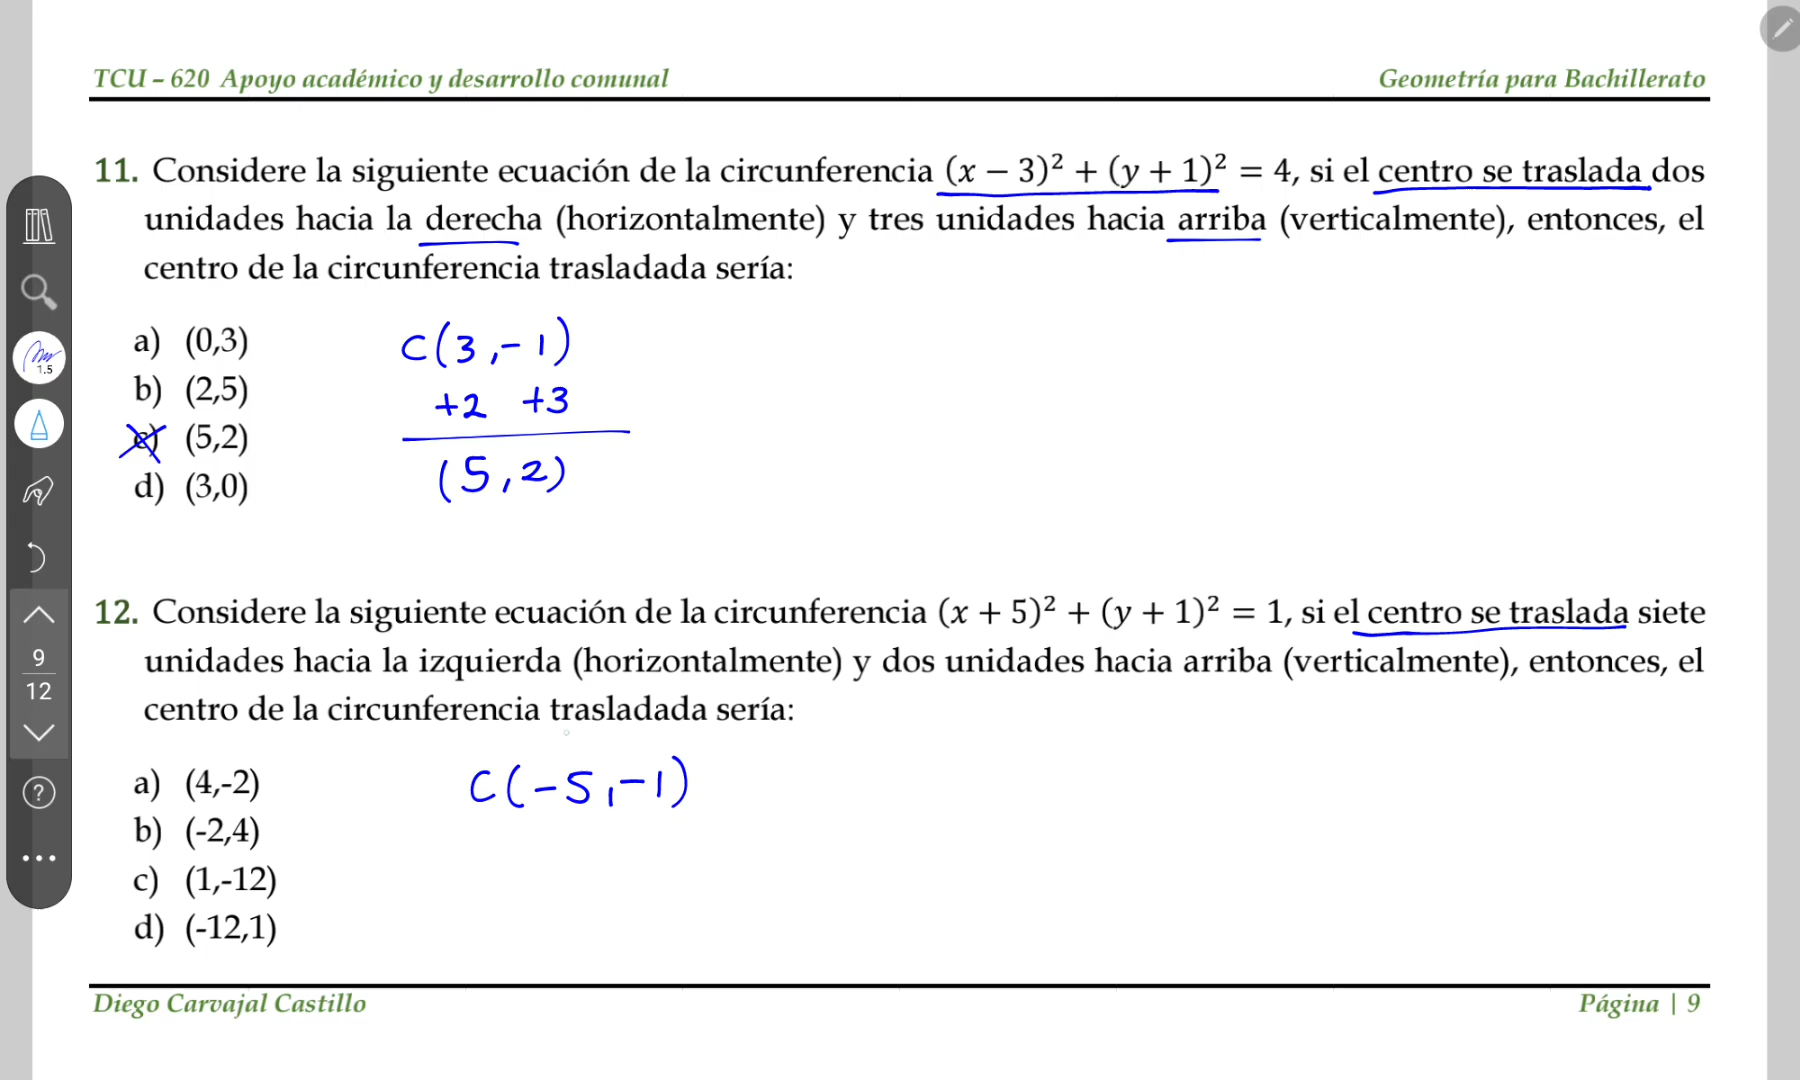 TCU – 620 Apoyo académico y desarrollo comunal
Geometría para Bachillerato
11. Considere la siguiente ecuación de la circunferencia (x − 3)² + (y + 1)² = 4, si el centro se traslada dos
unidades hacia la derecha (horizontalmente) y tres unidades hacia arriba (verticalmente), entonces, el
centro de la circunferencia trasladada sería:
a) (0,3)
b) (2,5)
c) (5,2)
d) (3,0)
C(3,-1)
+2 +3
(5,2)
12. Considere la siguiente ecuación de la circunferencia (x + 5)² + (y + 1)² = 1, si el centro se traslada siete
unidades hacia la izquierda (horizontalmente) y dos unidades hacia arriba (verticalmente), entonces, el
centro de la circunferencia trasladada sería:
a) (4,-2)
b) (-2,4)
c) (1,-12)
d) (-12,1)
C(-5,-1)
Diego Carvajal Castillo
Página | 9
1.5
9
12
?